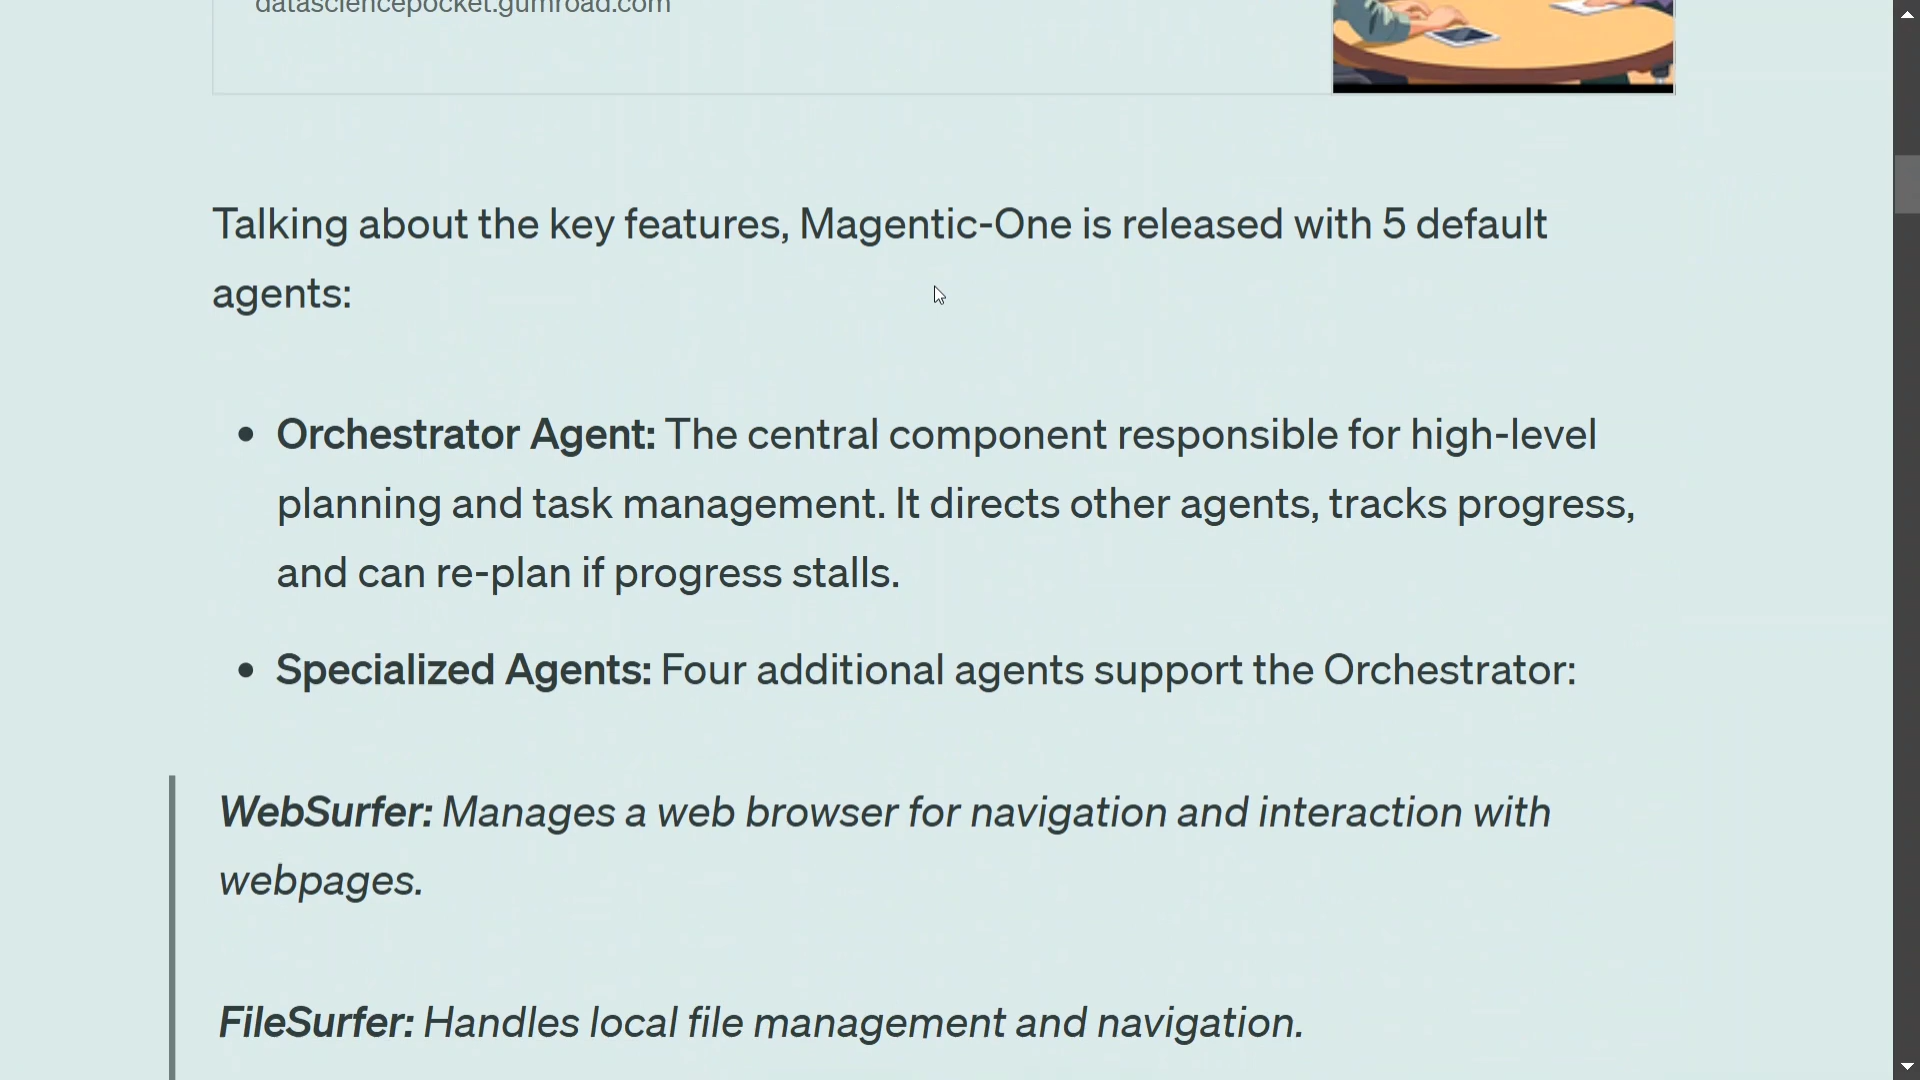 datasciencepocket.gumroad.com
Talking about the key features, Magentic-One is released with 5 default
agents:
• Orchestrator Agent: The central component responsible for high-level
planning and task management. It directs other agents, tracks progress,
and can re-plan if progress stalls.
• Specialized Agents: Four additional agents support the Orchestrator:
WebSurfer: Manages a web browser for navigation and interaction with
webpages.
FileSurfer: Handles local file management and navigation.